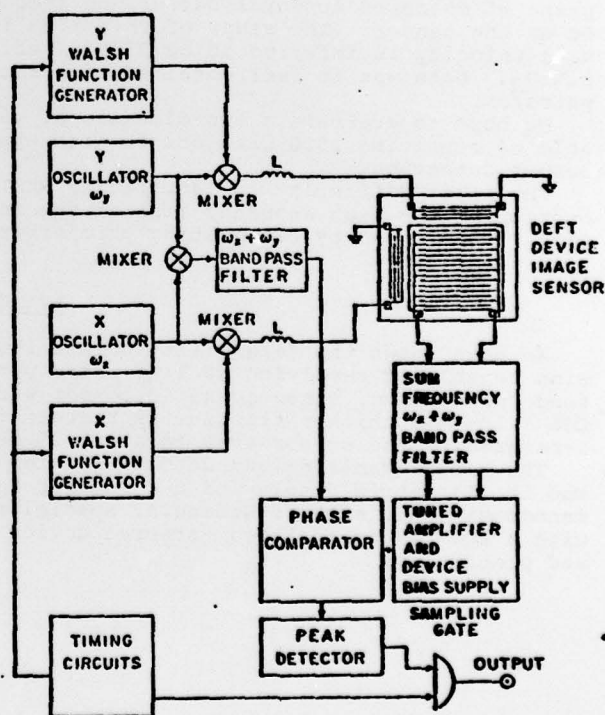 Y
WALSH
FUNCTION
GENERATOR
Y
OSCILLATOR
ωy
MIXER
L
MIXER
ωx + ωy
BAND PASS
FILTER
DEFT
DEVICE
IMAGE
SENSOR
X
OSCILLATOR
ωx
MIXER
L
X
WALSH
FUNCTION
GENERATOR
SUM
FREQUENCY
ωx + ωy
BAND PASS
FILTER
PHASE
COMPARATOR
TUNED
AMPLIFIER
AND
DEVICE
BIAS SUPPLY
TIMING
CIRCUITS
PEAK
DETECTOR
SAMPLING
GATE
OUTPUT